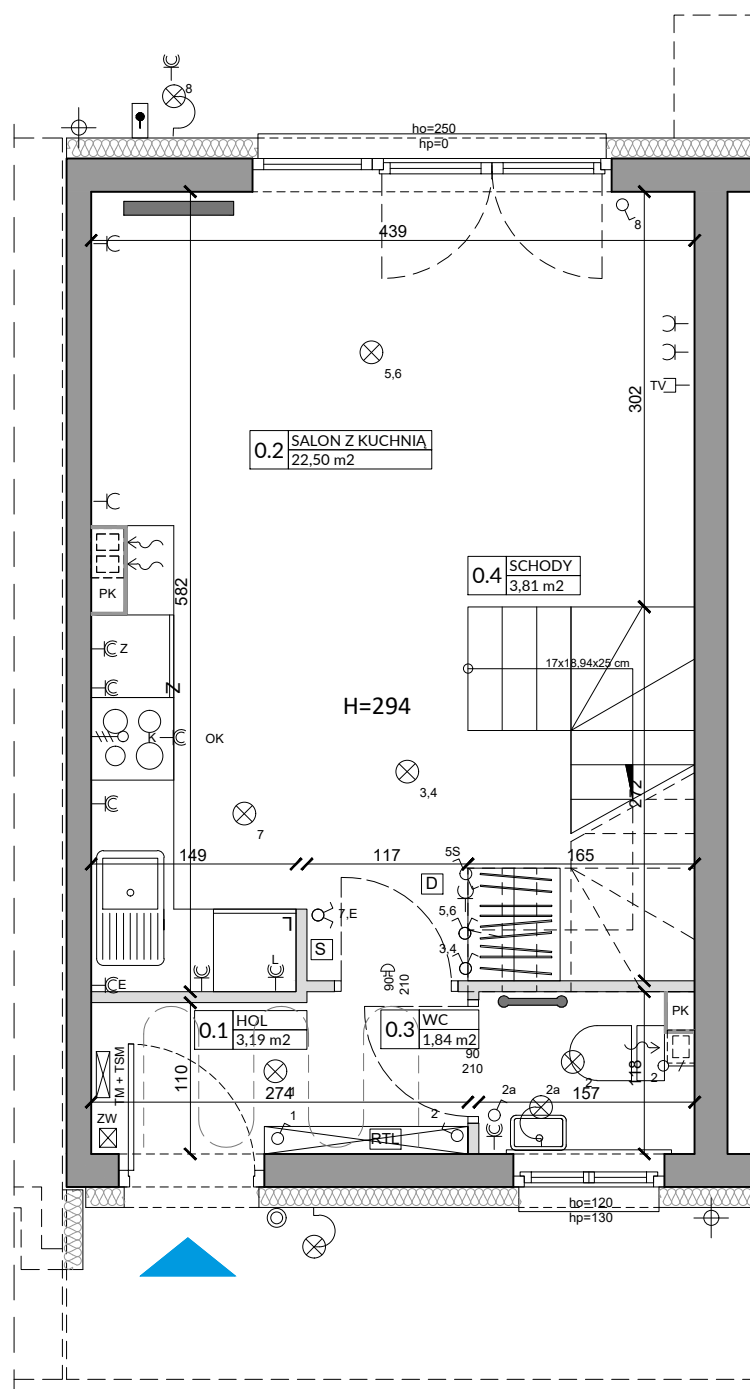 8
ho=250
hp=0
8
439
5,6
TV
302
0.2 SALON Z KUCHNIĄ
22,50 m2
0.4 SCHODY
3,81 m2
PK
582
17x18,94x25 cm
Z
Z
H=294
K
OK
3,4
272
7
149
117
165
5S
D
7,E
5,6
S
3,4
L
E
90
210
0.1 HOL
3,19 m2
0.3 WC
1,84 m2
PK
90
210
TM + TSM
110
274
1
1
2
2a
2a
2
2
118
157
ZW
RTL
ho=120
hp=130